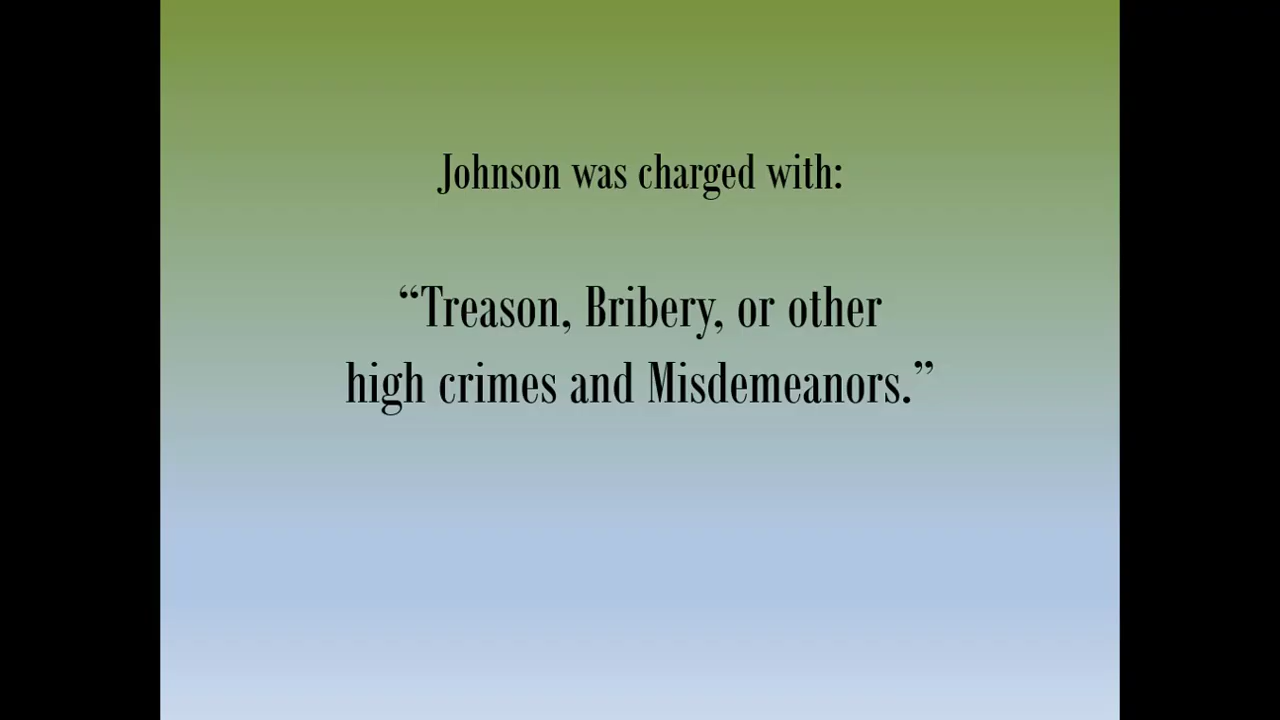 Johnson was charged with:
“Treason, Bribery, or other
high crimes and Misdemeanors.”